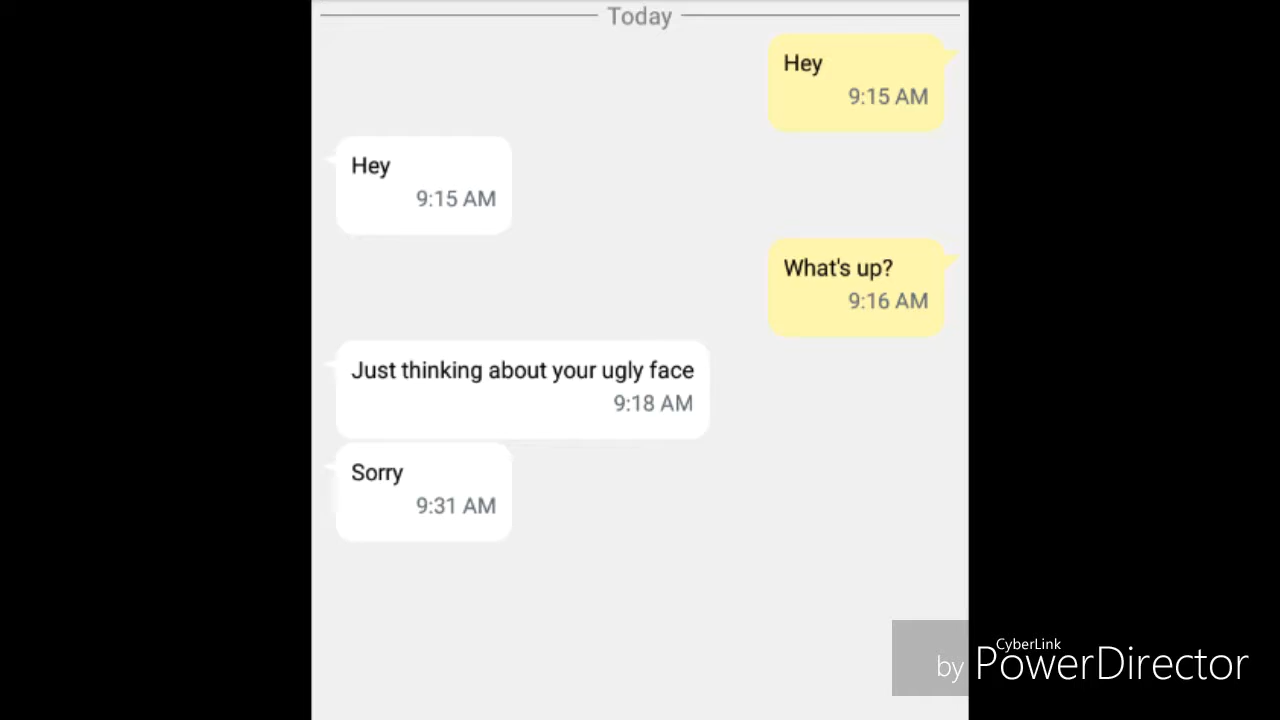 Today
Hey
9:15 AM
Hey
9:15 AM
What's up?
9:16 AM
Just thinking about your ugly face
9:18 AM
Sorry
9:31 AM
CyberLink
by PowerDirector